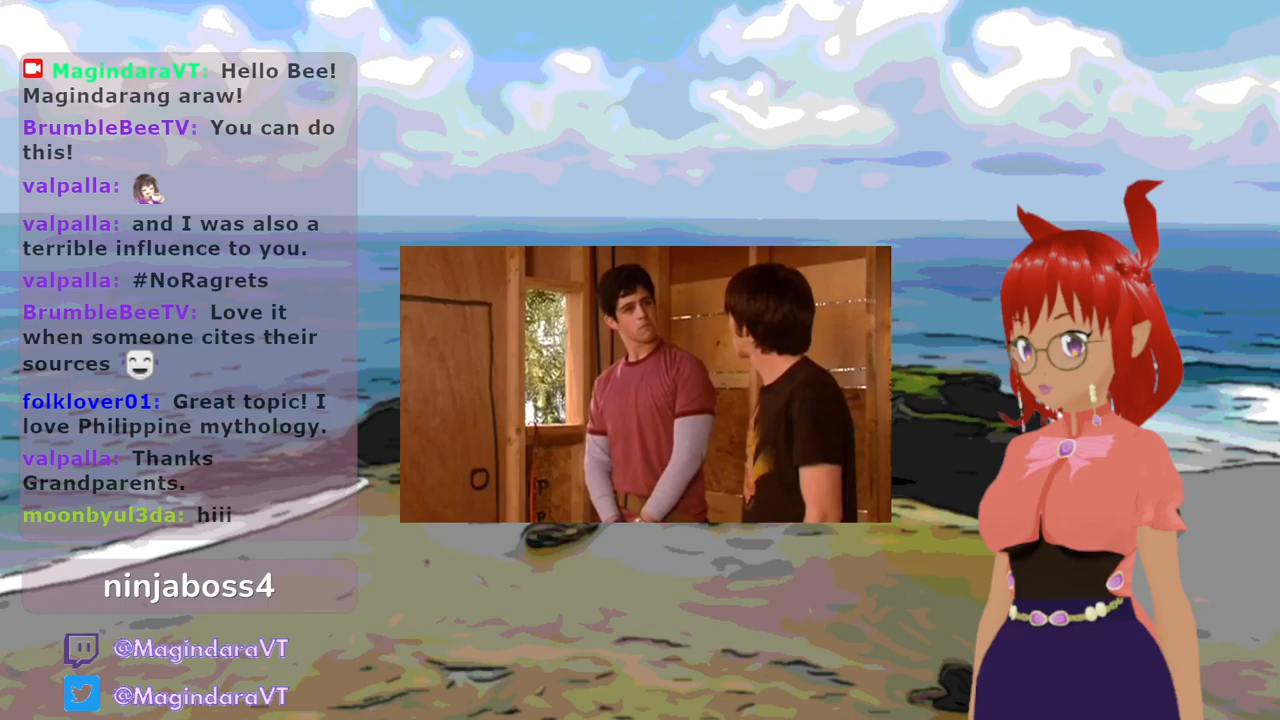 MagindaraVT: Hello Bee!
Magindarang araw!
BrumbleBeeTV: You can do
this!
valpalla:
valpalla: and I was also a
terrible influence to you.
valpalla: #NoRagrets
BrumbleBeeTV: Love it
when someone cites their
sources
folklover01: Great topic! I
love Philippine mythology.
valpalla: Thanks
Grandparents.
moonbyul3da: hiii
ninjaboss4
@MagindaraVT
@MagindaraVT